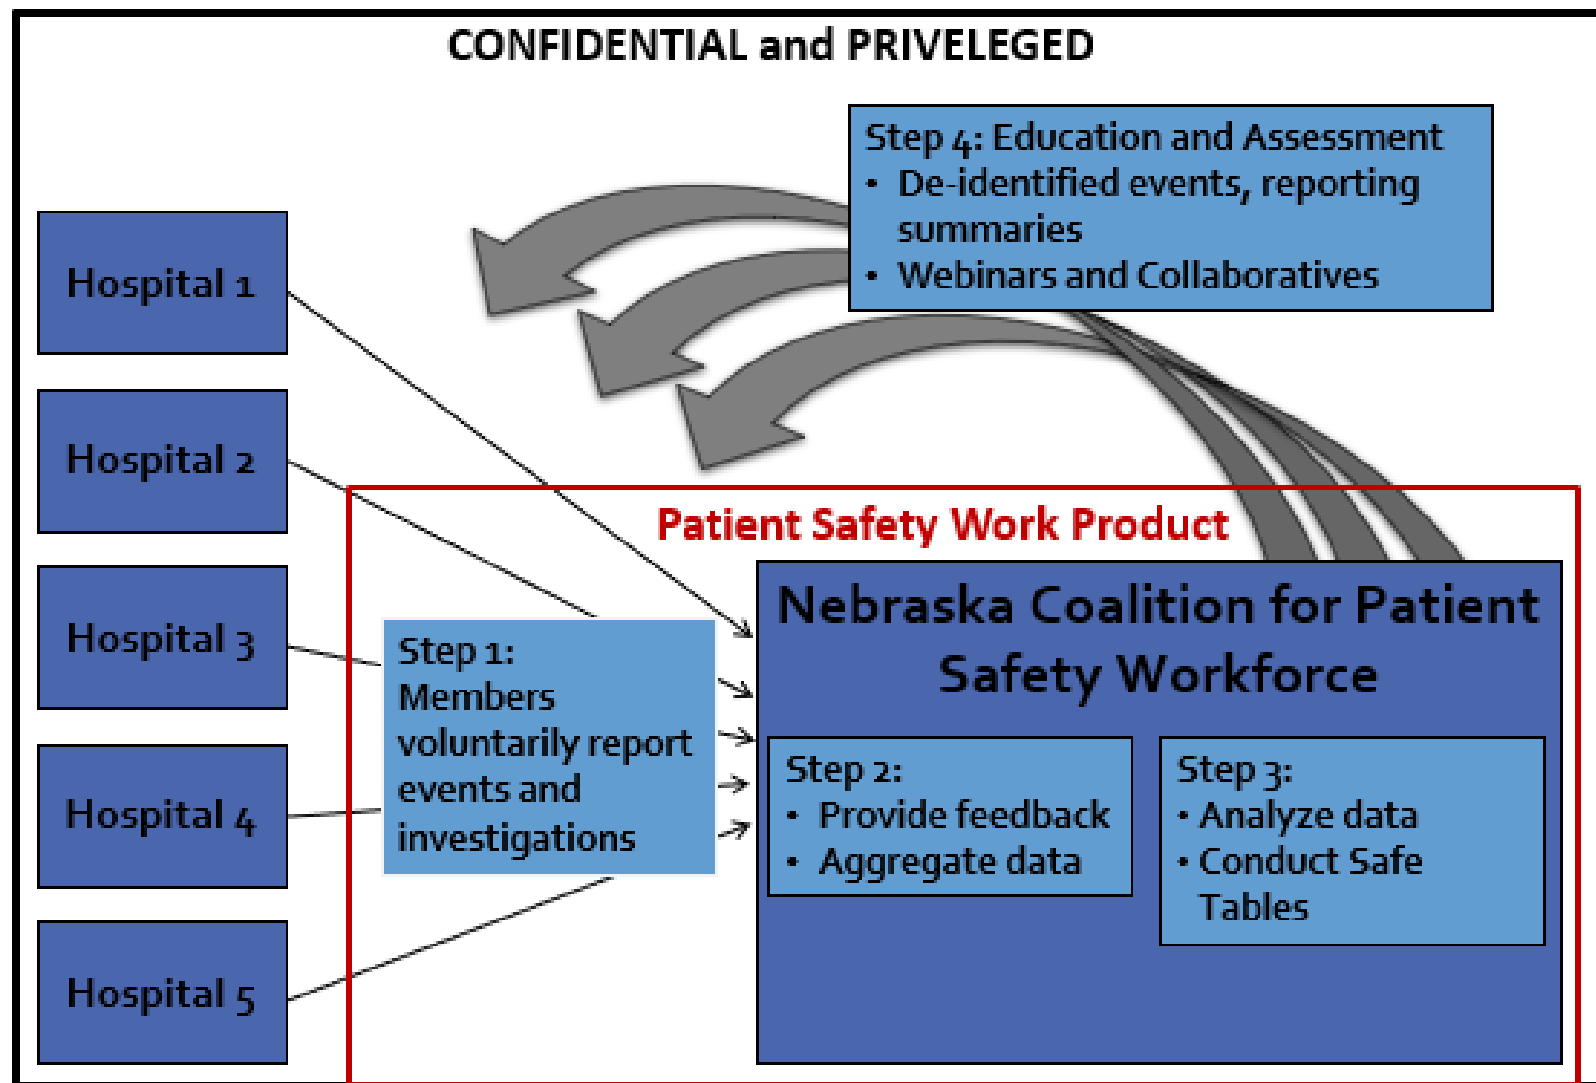 CONFIDENTIAL and PRIVELEGED
Step 4: Education and Assessment
• De-identified events, reporting
summaries
• Webinars and Collaboratives
Hospital 1
Hospital 2
Hospital 3
Hospital 4
Hospital 5
Patient Safety Work Product
Step 1:
Members
voluntarily report
events and
investigations
Nebraska Coalition for Patient
Safety Workforce
Step 2:
• Provide feedback
• Aggregate data
Step 3:
• Analyze data
• Conduct Safe
Tables